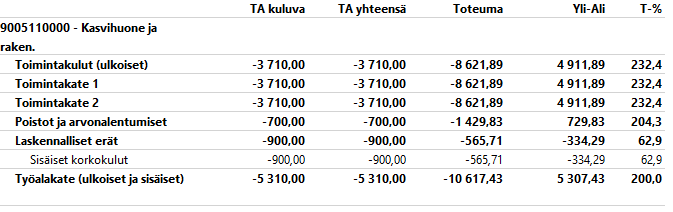 TA kuluva TA yhteensä Toteuma Yli-Ali T-%
9005110000 - Kasvihuone ja
raken.
Toimintakulut (ulkoiset) -3 710,00 -3 710,00 -8 621,89 4 911,89 232,4
Toimintakate 1 -3 710,00 -3 710,00 -8 621,89 4 911,89 232,4
Toimintakate 2 -3 710,00 -3 710,00 -8 621,89 4 911,89 232,4
Poistot ja arvonalentumiset -700,00 -700,00 -1 429,83 729,83 204,3
Laskennalliset erät -900,00 -900,00 -565,71 -334,29 62,9
Sisäiset korkokulut -900,00 -900,00 -565,71 -334,29 62,9
Työalakate (ulkoiset ja sisäiset) -5 310,00 -5 310,00 -10 617,43 5 307,43 200,0